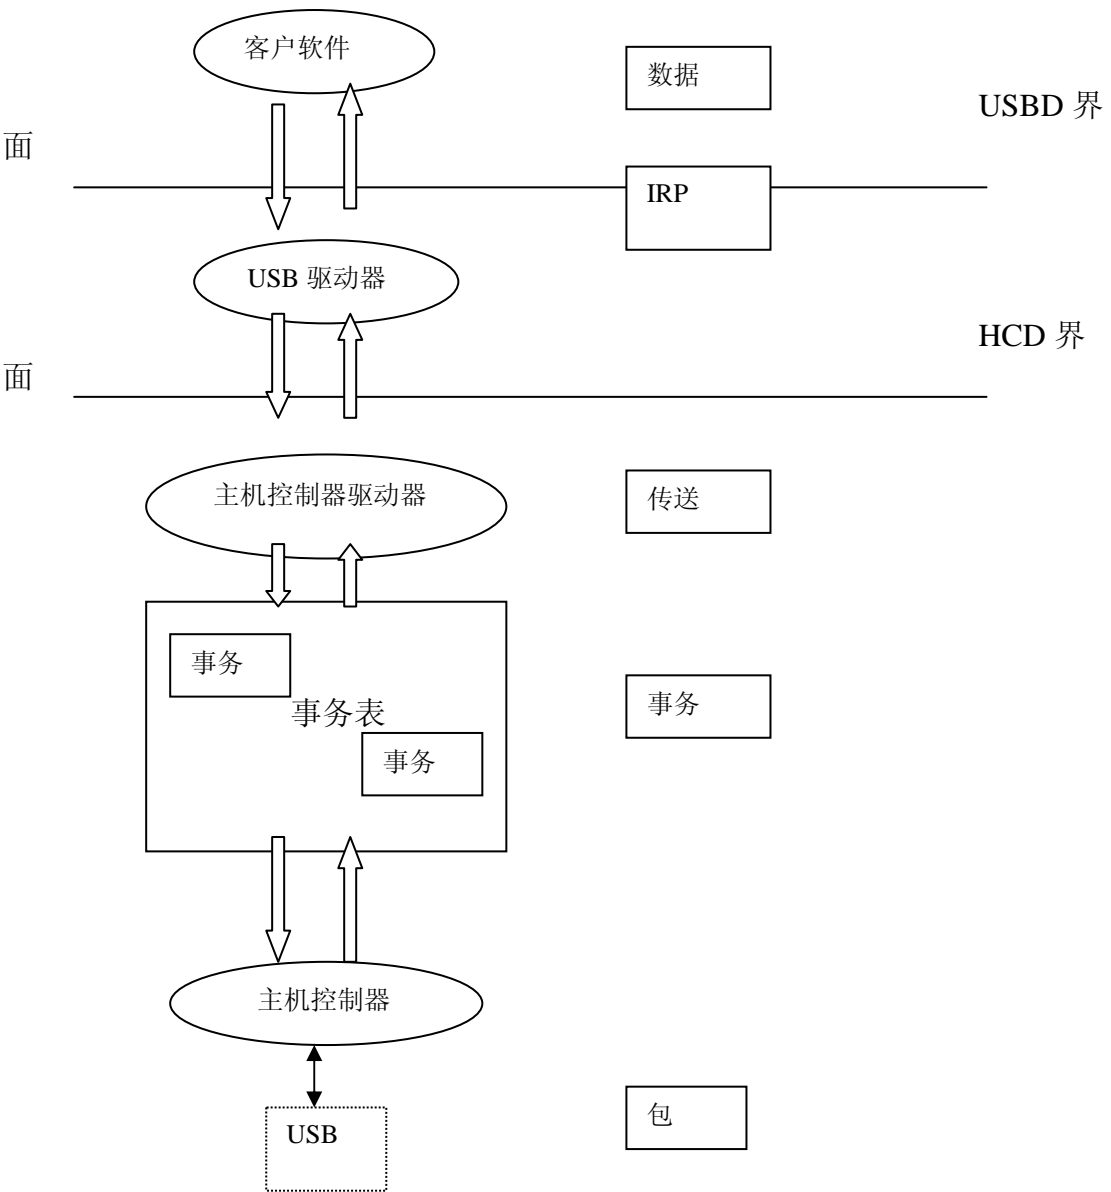 客户软件
数据
USBD 界
面
IRP
USB 驱动器
HCD 界
面
主机控制器驱动器
传送
事务
事务表
事务
事务
主机控制器
包
USB